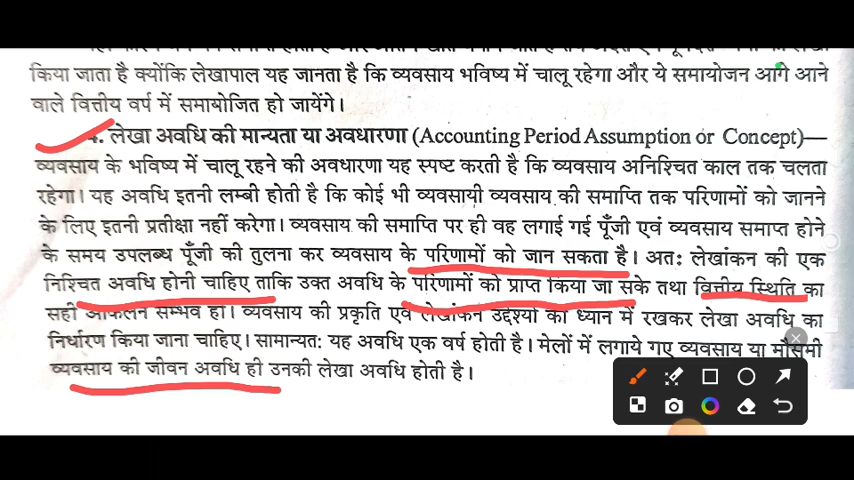 किया जाता है क्योंकि लेखापाल यह जानता है कि व्यवसाय भविष्य में चालू रहेगा और ये समायोजन आगे आने
वाले वित्तीय वर्ष में समायोजित हो जायेंगे।
4. लेखा अवधि की मान्यता या अवधारणा (Accounting Period Assumption or Concept)—
व्यवसाय के भविष्य में चालू रहने की अवधारणा यह स्पष्ट करती है कि व्यवसाय अनिश्चित काल तक चलता
रहेगा। यह अवधि इतनी लम्बी होती है कि कोई भी व्यवसायी व्यवसाय की समाप्ति तक परिणामों को जानने
के लिए इतनी प्रतीक्षा नहीं करेगा। व्यवसाय की समाप्ति पर ही वह लगाई गई पूँजी एवं व्यवसाय समाप्त होने
के समय उपलब्ध पूँजी की तुलना कर व्यवसाय के परिणामों को जान सकता है। अतः लेखांकन की एक
निश्चित अवधि होनी चाहिए ताकि उक्त अवधि के परिणामों को प्राप्त किया जा सके तथा वित्तीय स्थिति का
सही आकलन सम्भव हो। व्यवसाय की प्रकृति एवं लेखांकन उद्देश्यों को ध्यान में रखकर लेखा अवधि का
निर्धारण किया जाना चाहिए। सामान्यतः यह अवधि एक वर्ष होती है। मेलों में लगाये गए व्यवसाय या मौसमी
व्यवसाय की जीवन अवधि ही उनकी लेखा अवधि होती है।